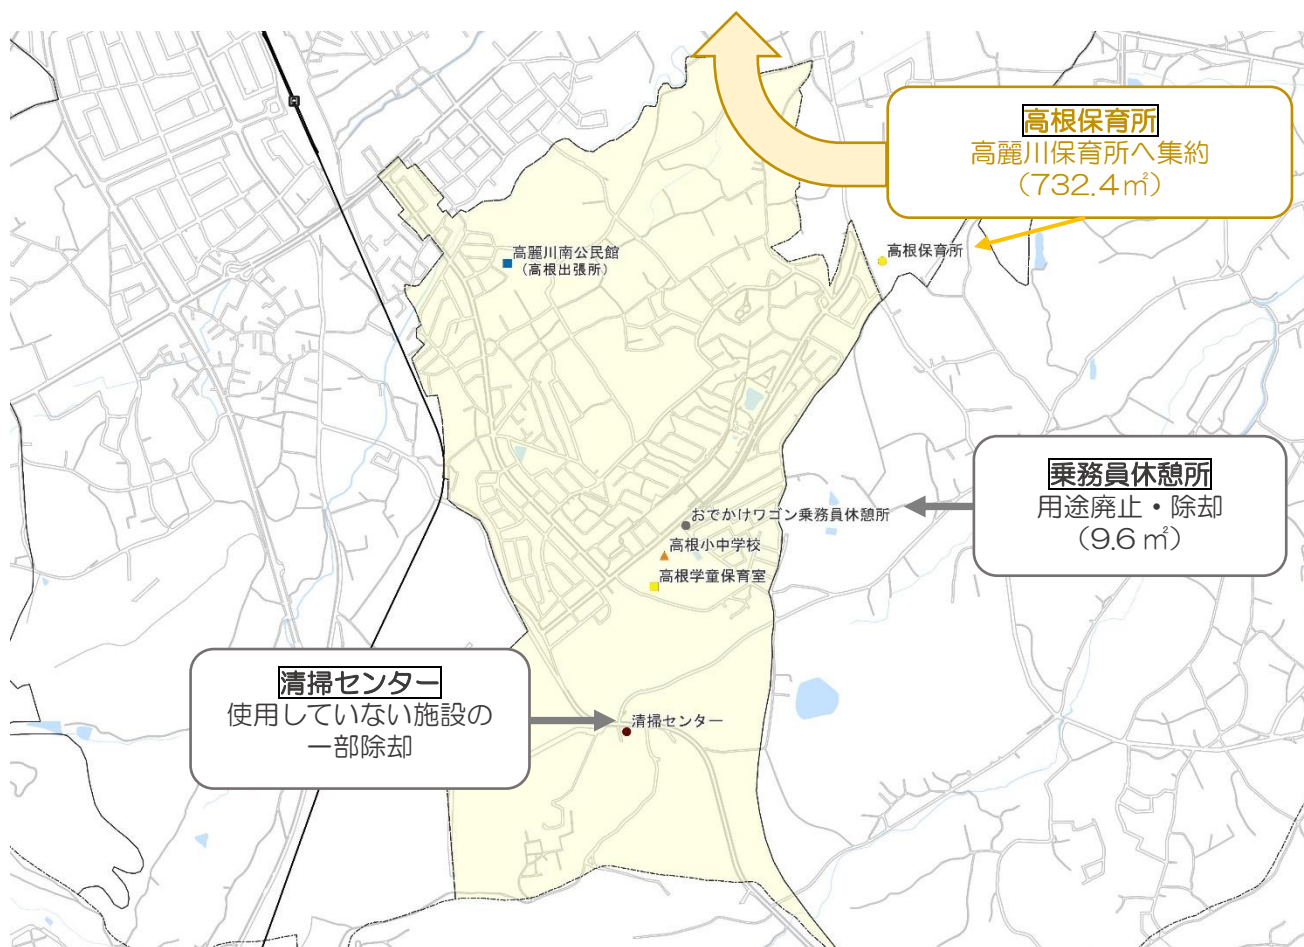 高根保育所
高麗川保育所へ集約
（732.4㎡）
高麗川南公民館
（高根出張所）
高根保育所
乗務員休憩所
用途廃止・除却
（9.6 ㎡）
おでかけワゴン乗務員休憩所
高根小中学校
高根学童保育室
清掃センター
使用していない施設の
一部除却
清掃センター